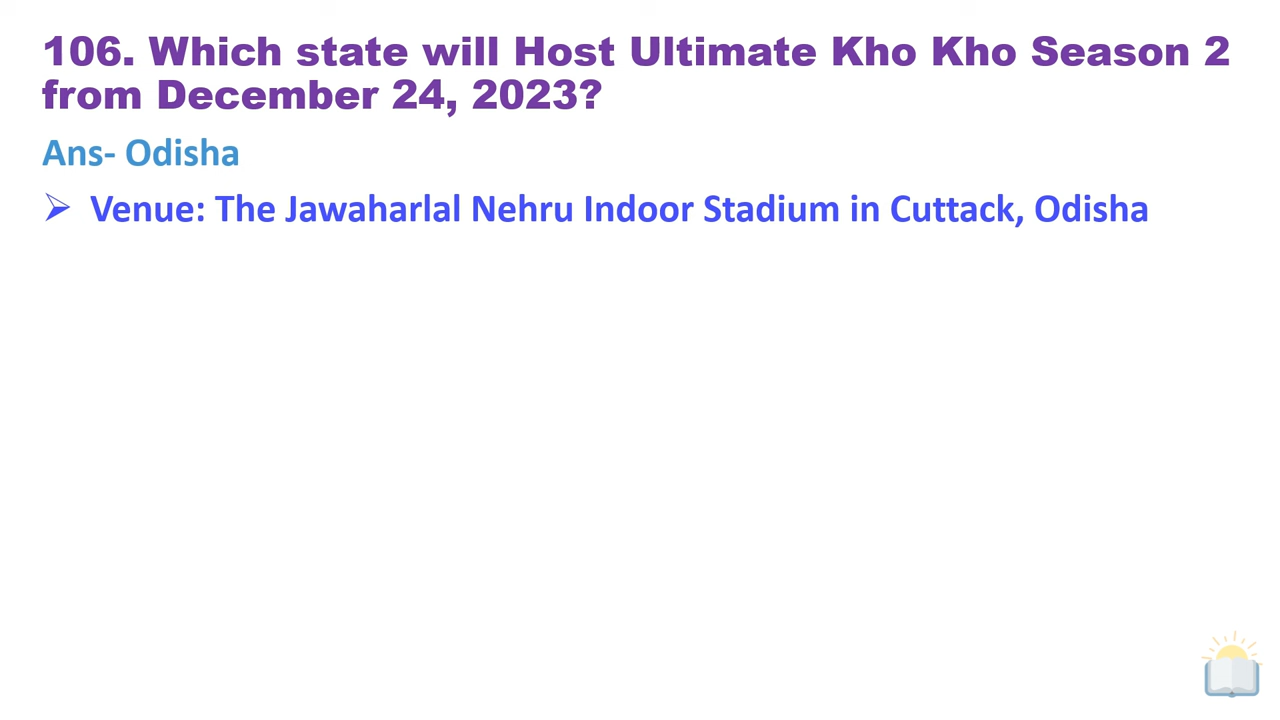 106. Which state will Host Ultimate Kho Kho Season 2
from December 24, 2023?
Ans- Odisha
➢ Venue: The Jawaharlal Nehru Indoor Stadium in Cuttack, Odisha